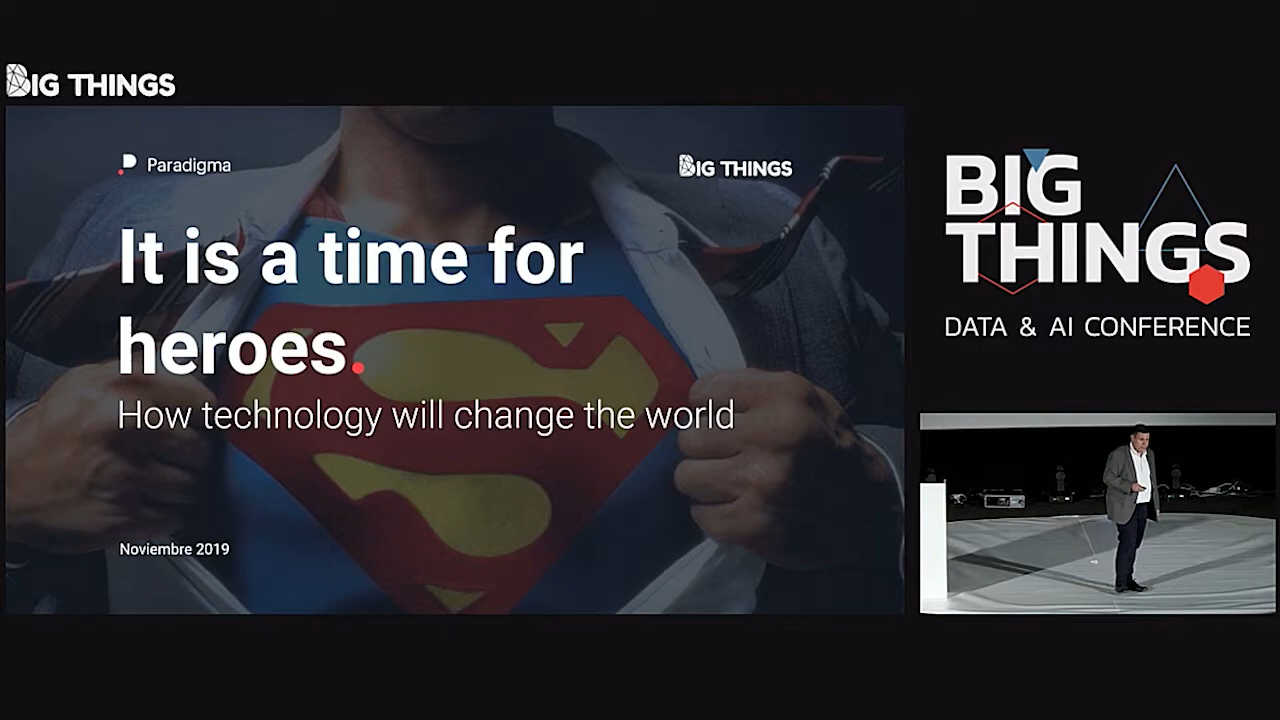 BIG THINGS
Paradigma
BIG THINGS
It is a time for
heroes.
How technology will change the world
Noviembre 2019
BIG
THINGS
DATA & AI CONFERENCE